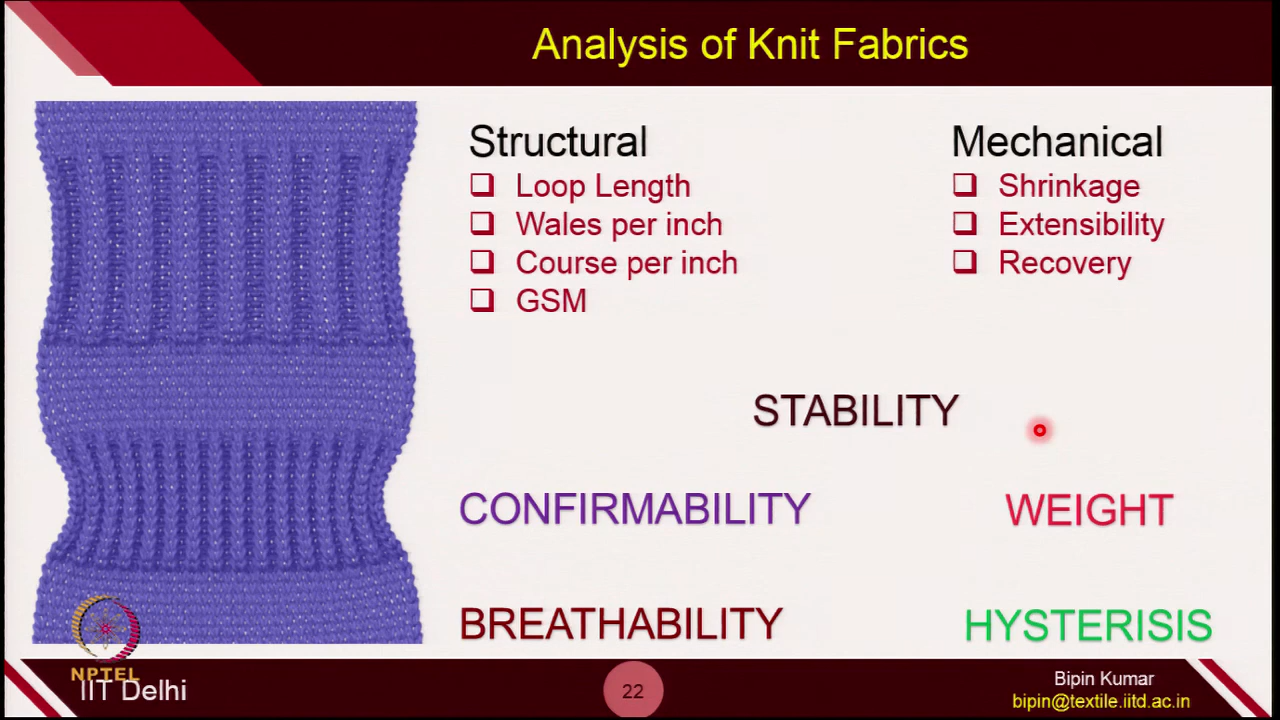 Analysis of Knit Fabrics
Structural
Loop Length
Wales per inch
Course per inch
GSM
Mechanical
Shrinkage
Extensibility
Recovery
STABILITY
CONFIRMABILITY
WEIGHT
BREATHABILITY
HYSTERISIS
NPTEL
IIT Delhi
22
Bipin Kumar
bipin@textile.iitd.ac.in